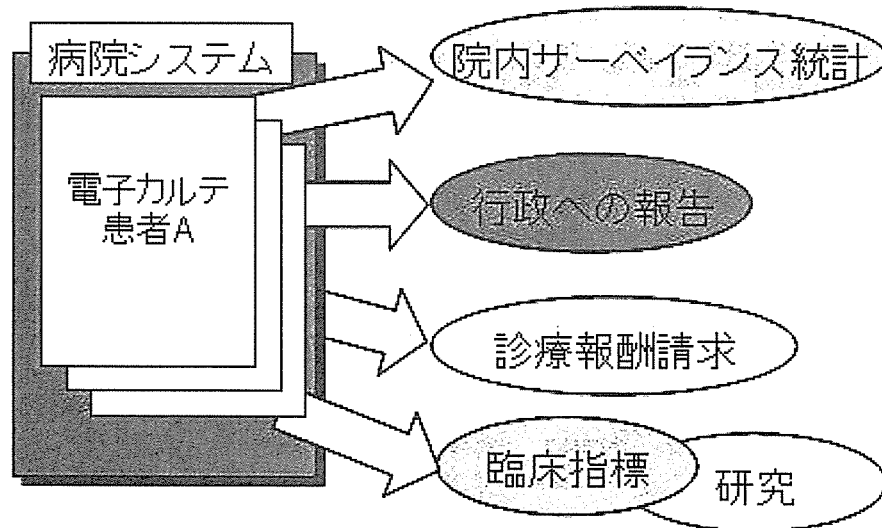 病院システム
電子カルテ
患者A
院内サーベイランス統計
行政への報告
診療報酬請求
臨床指標
研究